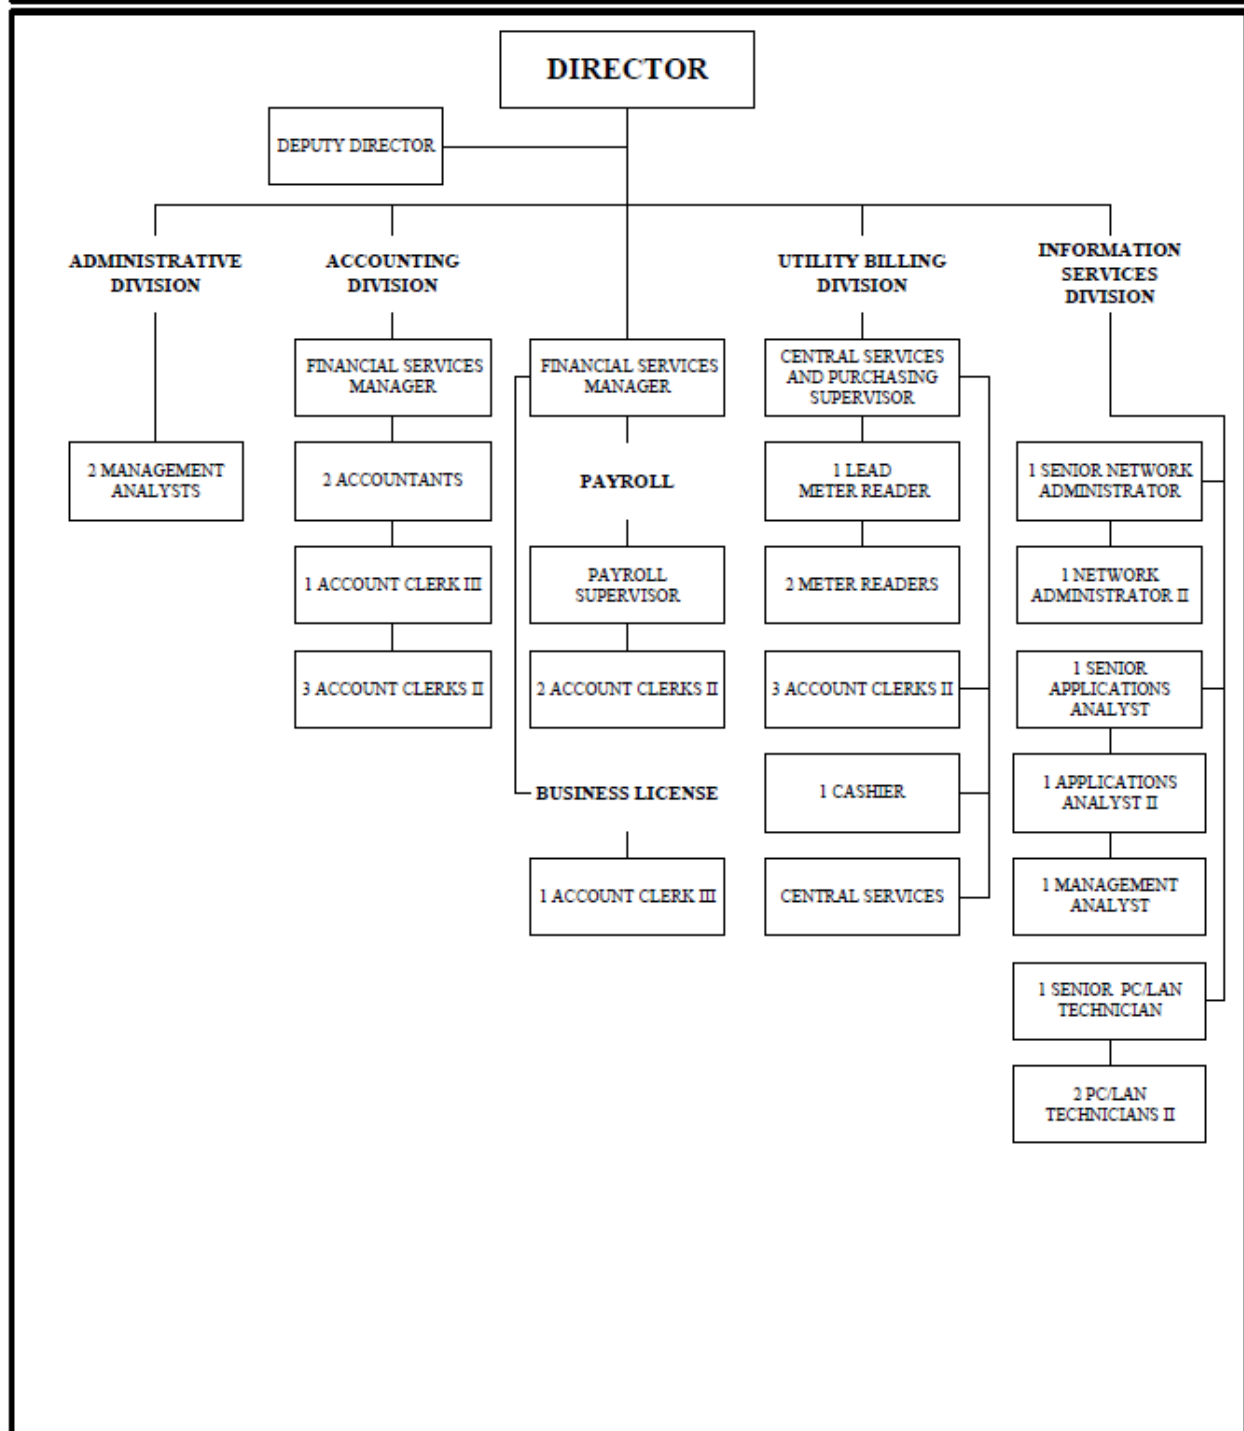 DIRECTOR
DEPUTY DIRECTOR
ADMINISTRATIVE
DIVISION
2 MANAGEMENT
ANALYSTS
ACCOUNTING
DIVISION
FINANCIAL SERVICES
MANAGER
2 ACCOUNTANTS
1 ACCOUNT CLERK III
3 ACCOUNT CLERKS II
FINANCIAL SERVICES
MANAGER
PAYROLL
PAYROLL
SUPERVISOR
2 ACCOUNT CLERKS II
BUSINESS LICENSE
1 ACCOUNT CLERK III
UTILITY BILLING
DIVISION
CENTRAL SERVICES
AND PURCHASING
SUPERVISOR
1 LEAD
METER READER
2 METER READERS
3 ACCOUNT CLERKS II
1 CASHIER
CENTRAL SERVICES
INFORMATION
SERVICES
DIVISION
1 SENIOR NETWORK
ADMINISTRATOR
1 NETWORK
ADMINISTRATOR II
1 SENIOR
APPLICATIONS
ANALYST
1 APPLICATIONS
ANALYST II
1 MANAGEMENT
ANALYST
1 SENIOR PC/LAN
TECHNICIAN
2 PC/LAN
TECHNICIANS II